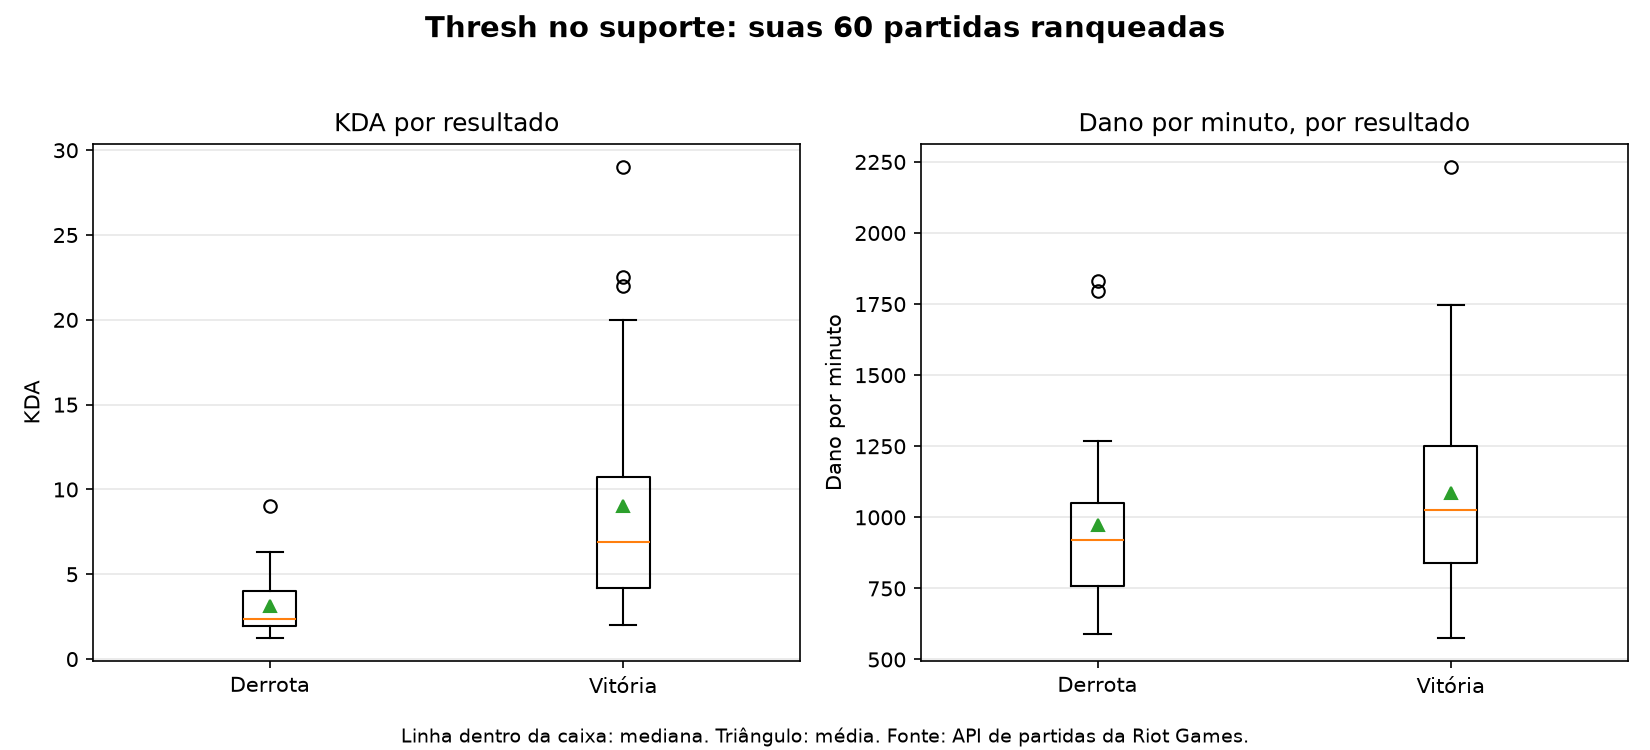 Thresh no suporte: suas 60 partidas ranqueadas
KDA por resultado
KDA
30
25
20
15
10
5
0
Derrota
Vitória
Dano por minuto, por resultado
Dano por minuto
2250
2000
1750
1500
1250
1000
750
500
Derrota
Vitória
Linha dentro da caixa: mediana. Triângulo: média. Fonte: API de partidas da Riot Games.